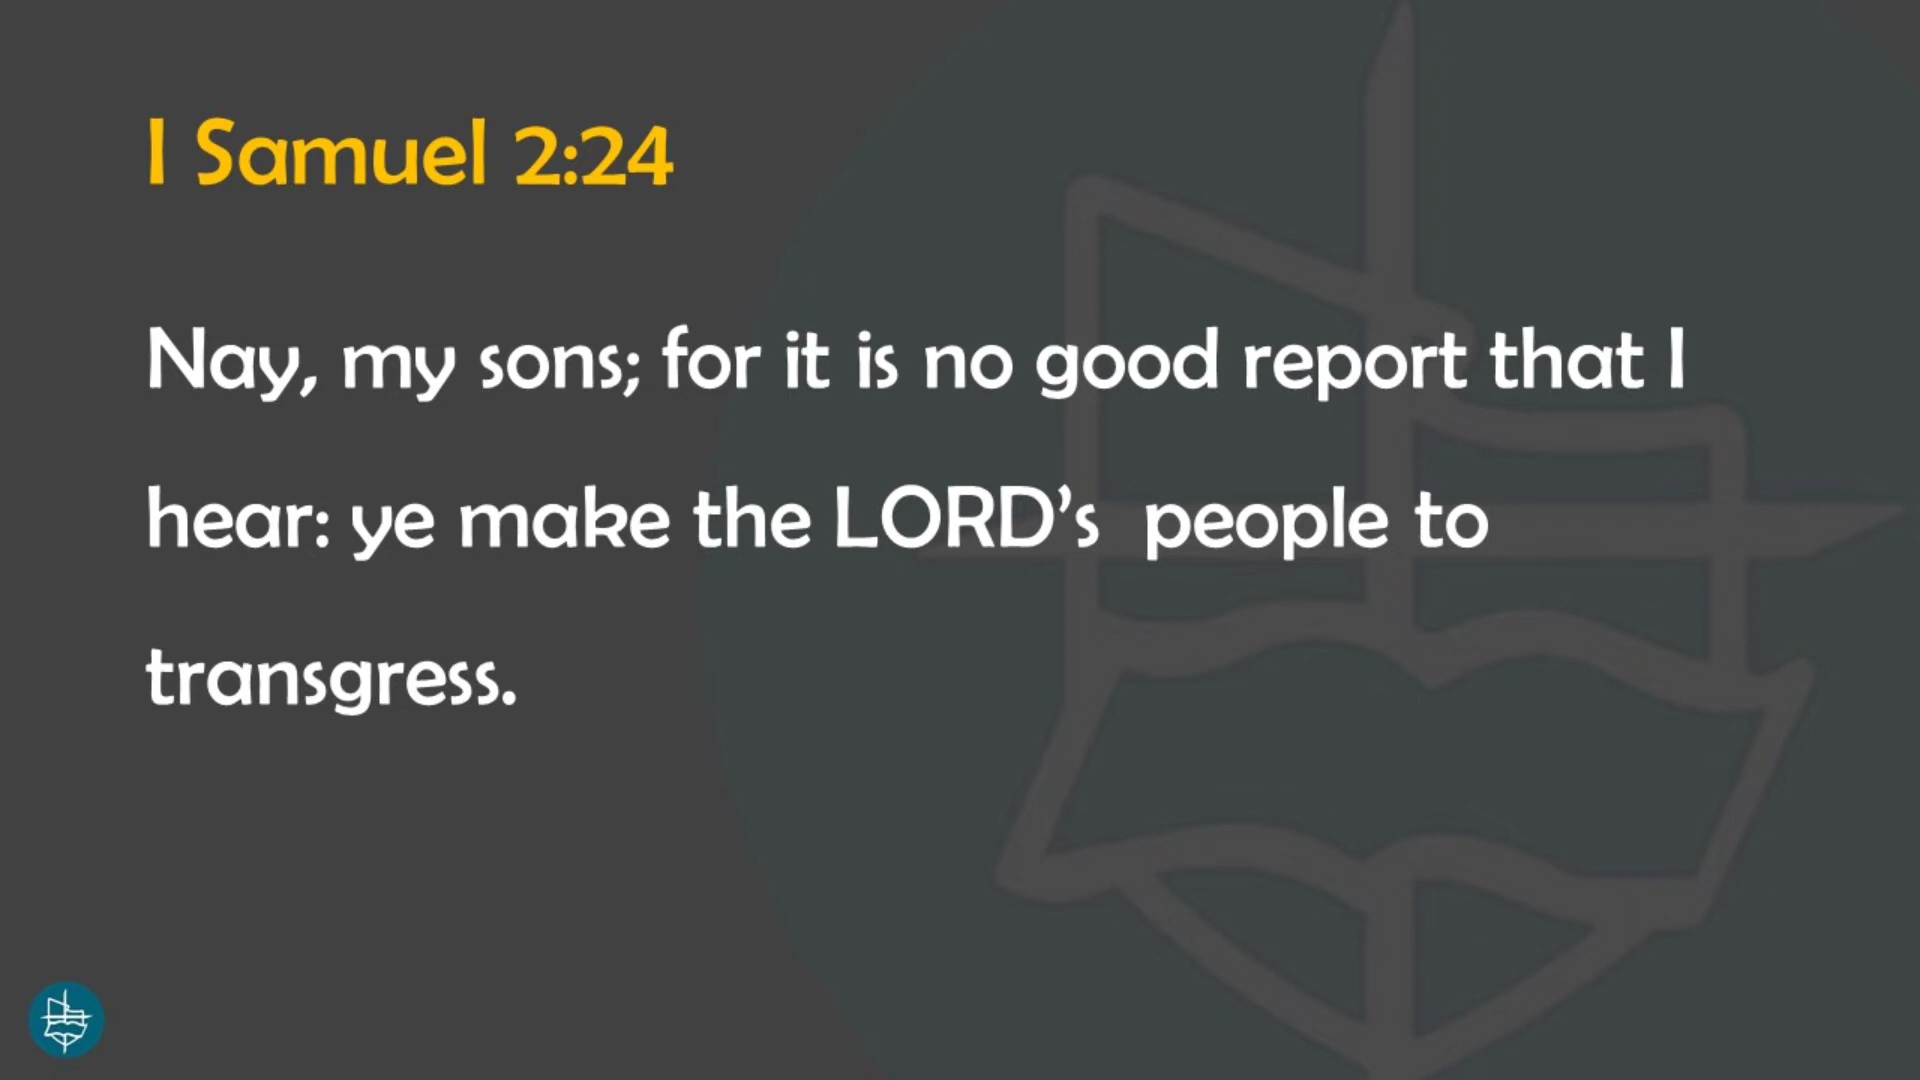 I Samuel 2:24
Nay, my sons; for it is no good report that I
hear: ye make the LORD’s  people to
transgress.